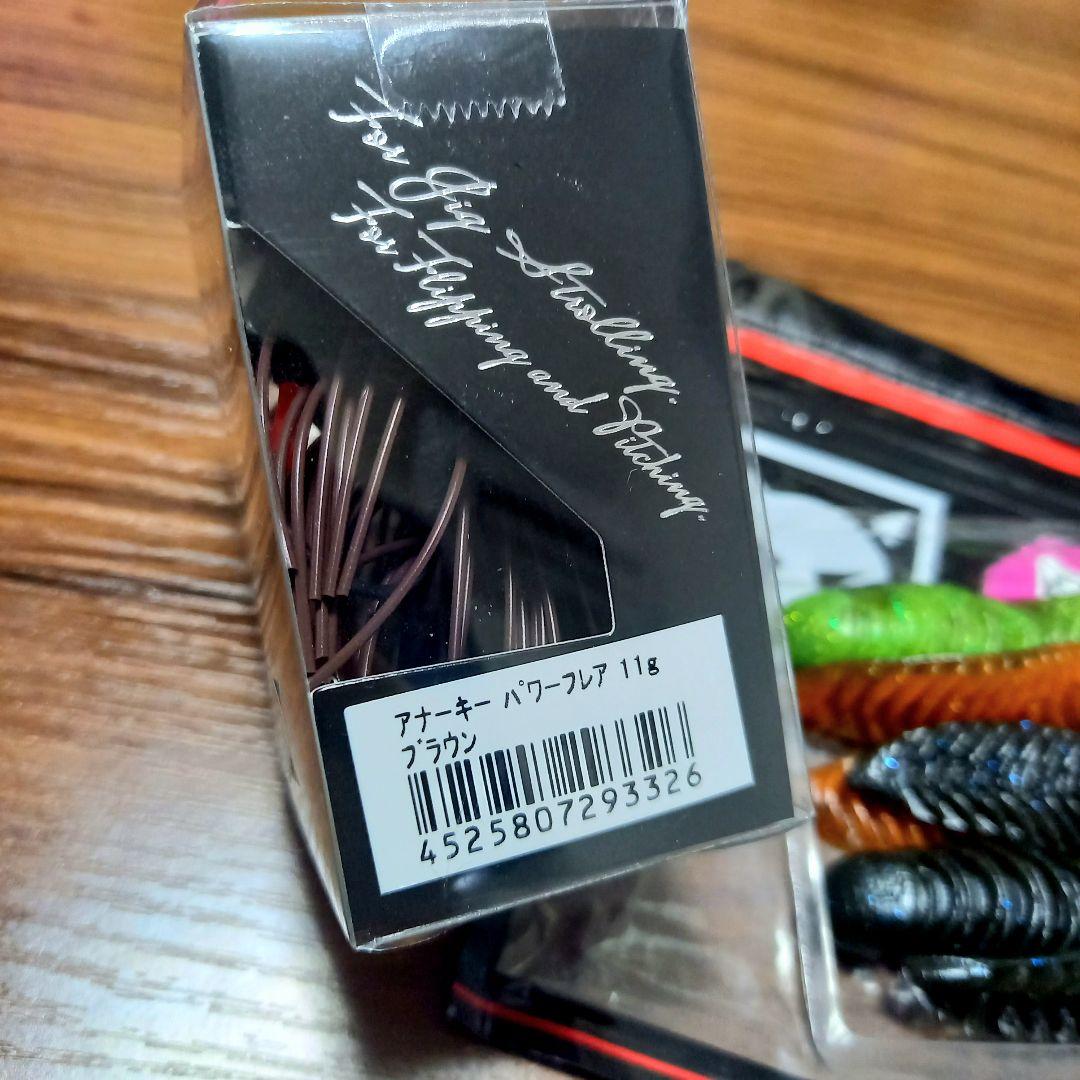 For Jig Strolling.
For Flipping and Pitching.
アナーキー パワーフレア 11g
ブラウン
4525807293326